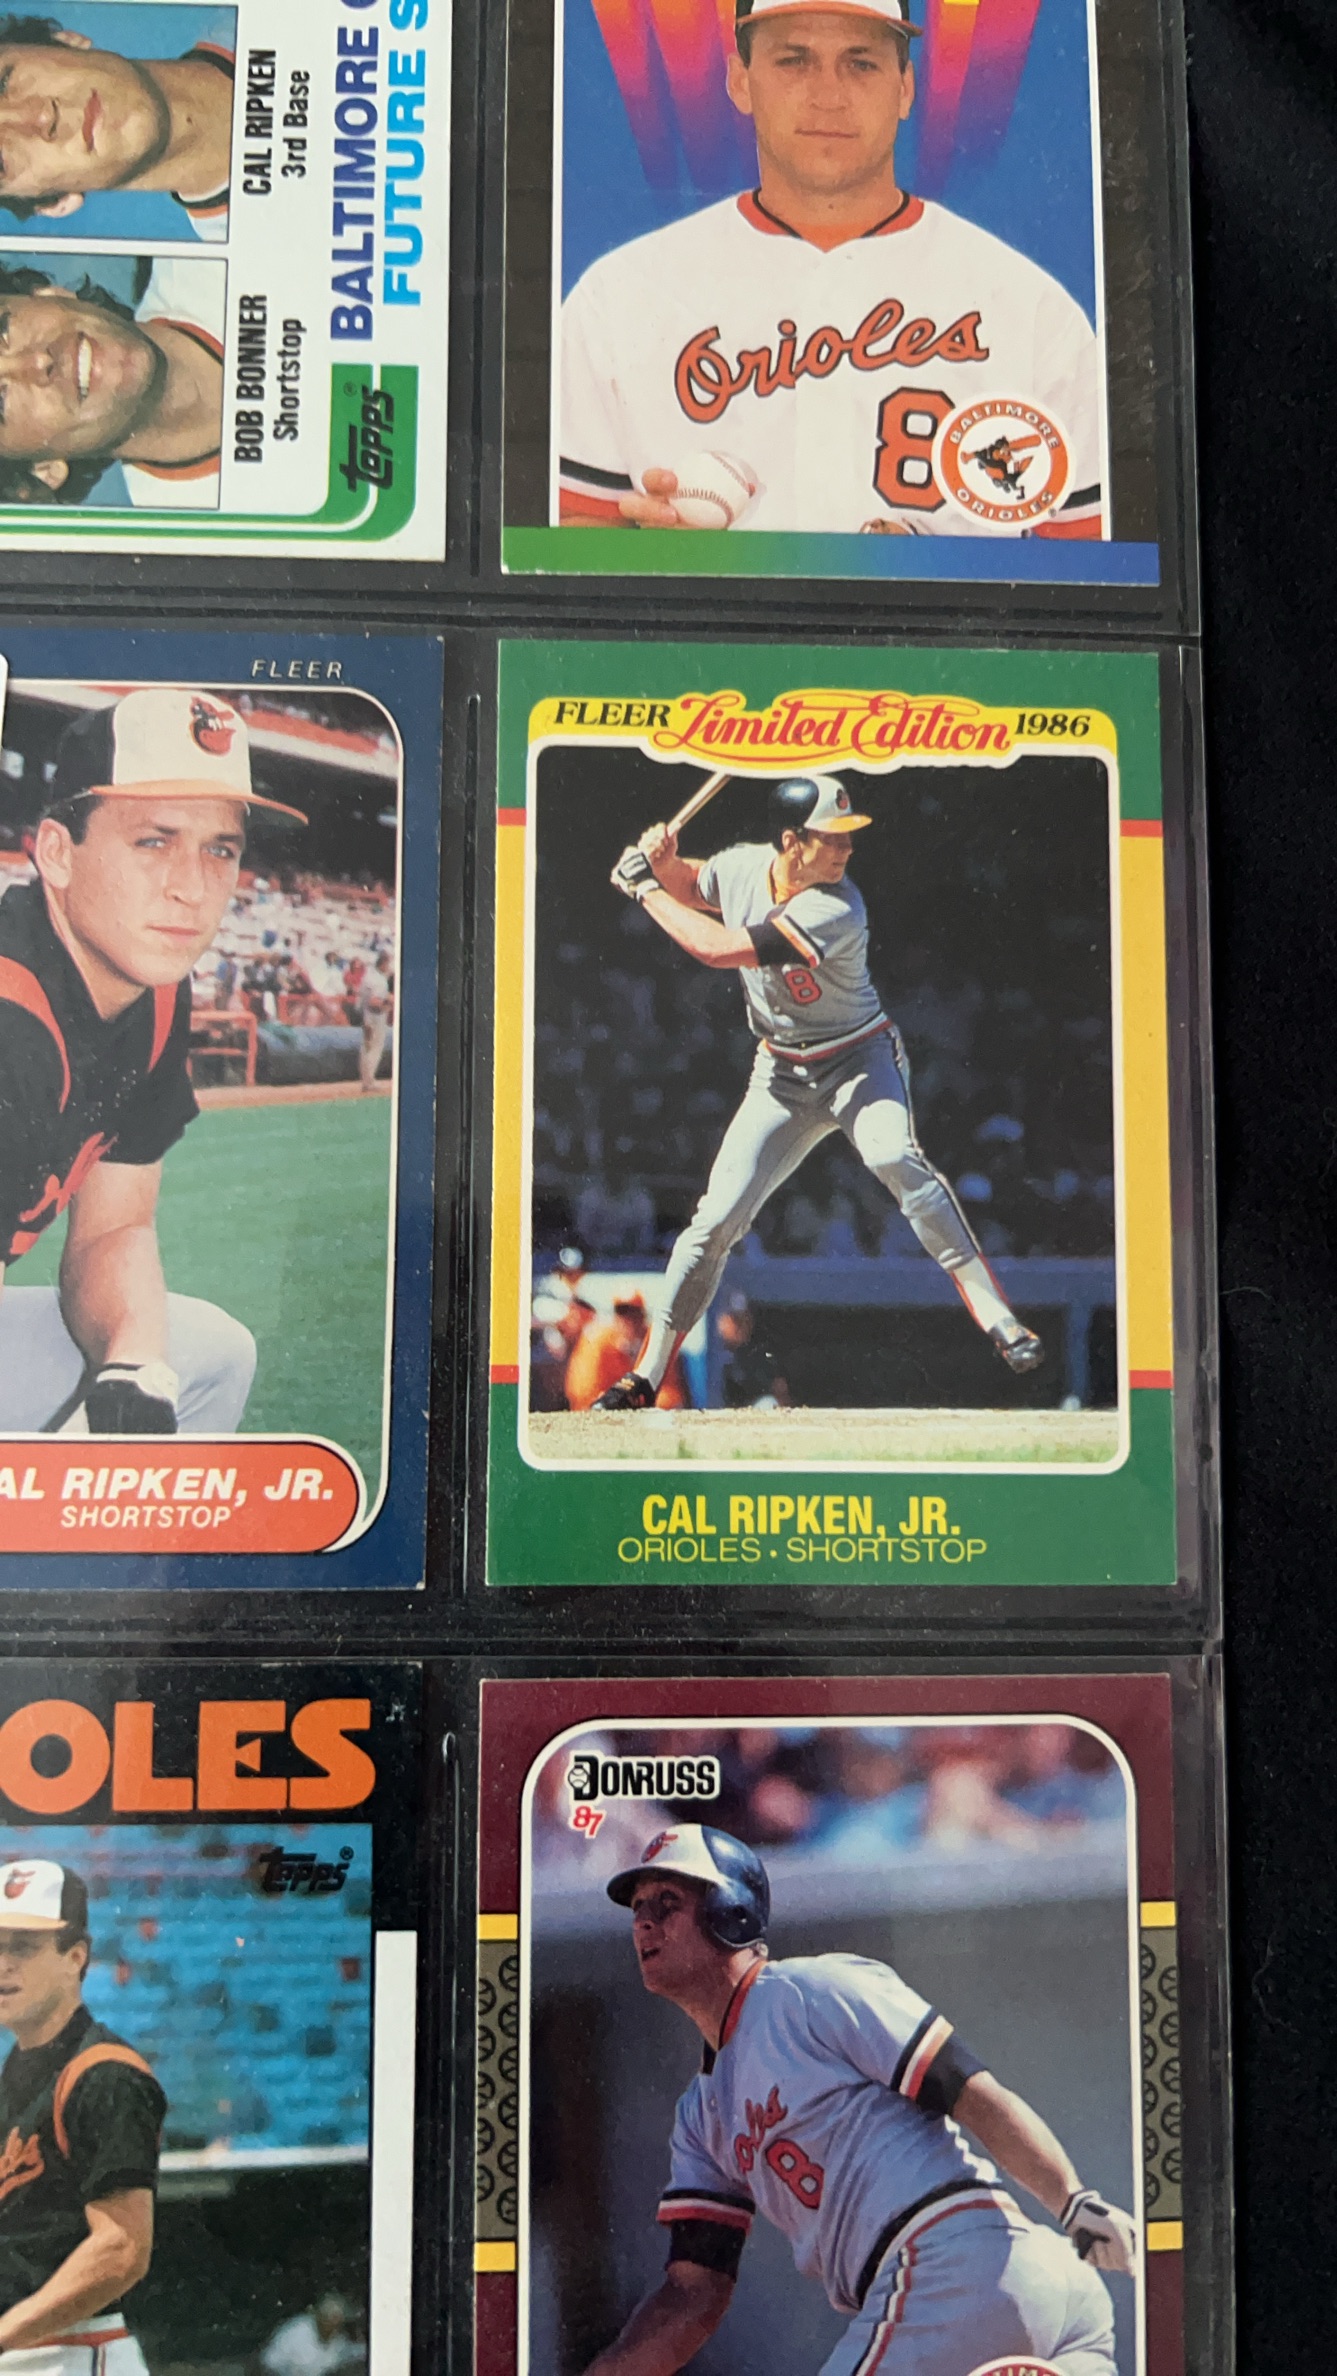 CAL RIPKEN
3rd Base
BOB BONNER
Shortstop
BALTIMORE
FUTURE
topps®
Orioles
8
BALTIMORE
ORIOLES
FLEER
AL RIPKEN, JR.
SHORTSTOP
FLEER Limited Edition 1986
8
CAL RIPKEN, JR.
ORIOLES • SHORTSTOP
OLES
topps®
DONRUSS
87
8